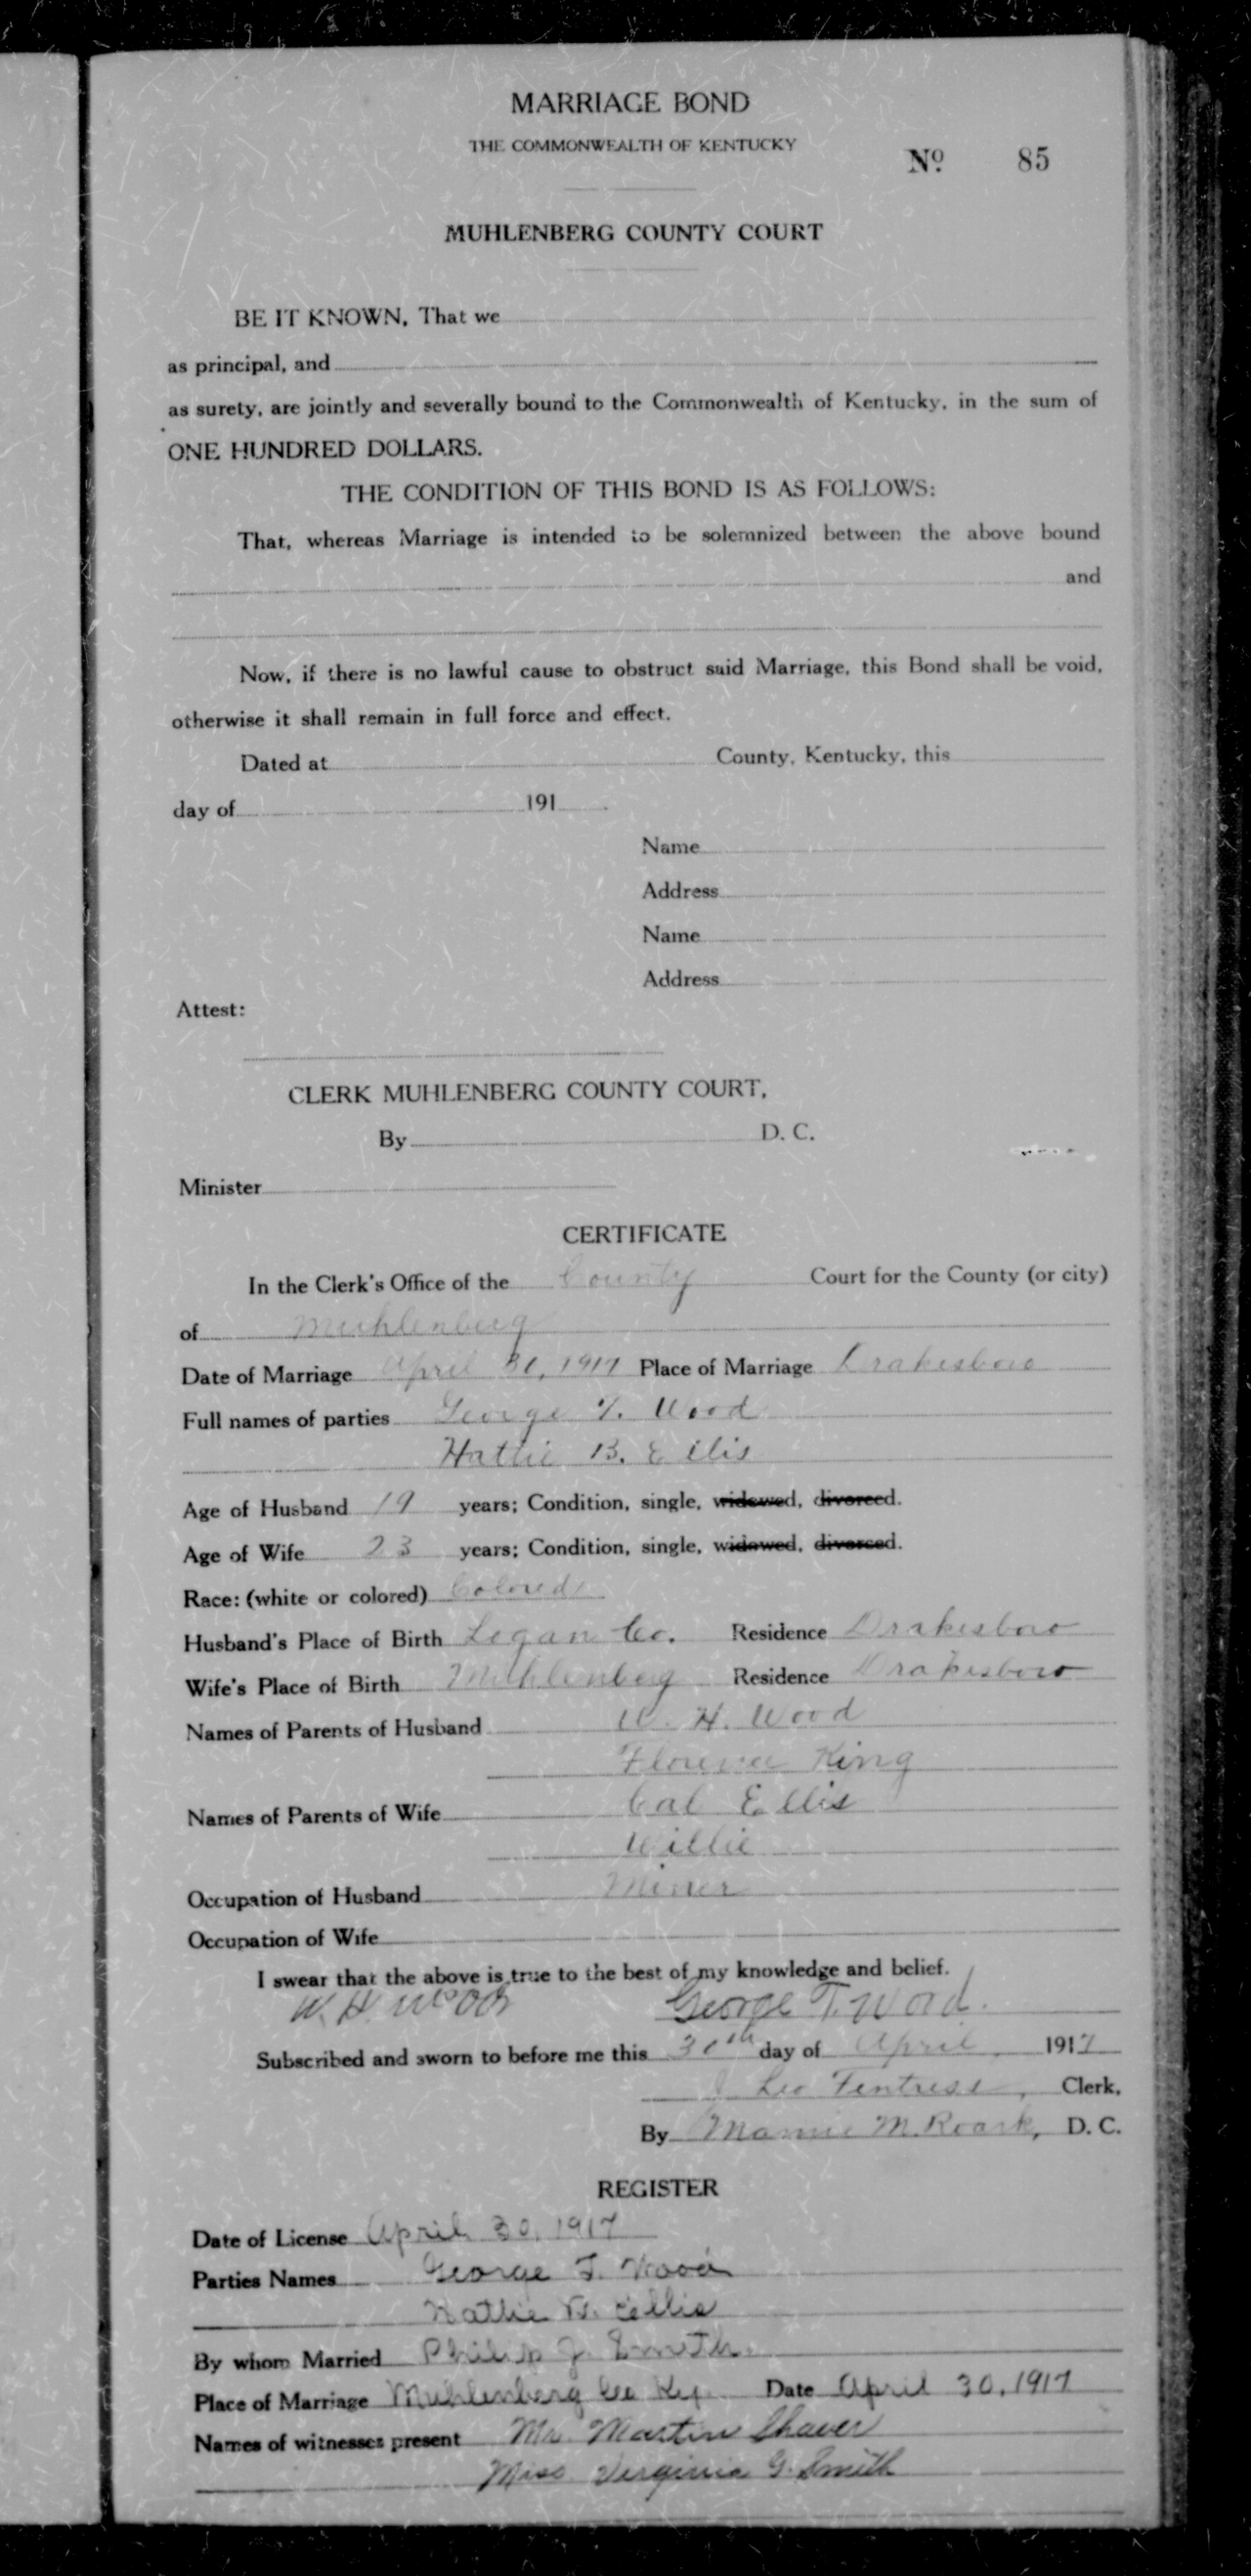 MARRIAGE BOND
THE COMMONWEALTH OF KENTUCKY
No. 85
MUHLENBERG COUNTY COURT
BE IT KNOWN, That we
as principal, and
as surety, are jointly and severally bound to the Commonwealth of Kentucky, in the sum of
ONE HUNDRED DOLLARS.
THE CONDITION OF THIS BOND IS AS FOLLOWS:
That, whereas Marriage is intended to be solemnized between the above bound
and
Now, if there is no lawful cause to obstruct said Marriage, this Bond shall be void,
otherwise it shall remain in full force and effect.
Dated at County, Kentucky, this
day of 191
Name
Address
Name
Address
Attest:
CLERK MUHLENBERG COUNTY COURT,
By D. C.
Minister
CERTIFICATE
In the Clerk's Office of the County Court for the County (or city)
of Muhlenberg
Date of Marriage April 1917 Place of Marriage Drakesboro
Full names of parties George T. Wood
Hattie B. Ellis
Age of Husband 19 years; Condition, single, widowed, divorced.
Age of Wife 23 years; Condition, single, widowed, divorced.
Race: (white or colored) Colored
Husband's Place of Birth Logan Co. Residence Drakesboro
Wife's Place of Birth Muhlenberg Residence Drakesboro
Names of Parents of Husband W. H. Wood
Florence King
Names of Parents of Wife Cal Ellis
Willie
Occupation of Husband Miner
Occupation of Wife
I swear that the above is true to the best of my knowledge and belief.
W. H. Wood George T. Wood.
Subscribed and sworn to before me this 30th day of April, 1917
J Leo Fentress, Clerk,
By Mannie M. Roark, D. C.
REGISTER
Date of License April 30, 1917
Parties Names George T. Wood
Hattie B. Ellis
By whom Married Philip J. Smith.
Place of Marriage Muhlenberg Co Ky. Date April 30, 1917
Names of witnesses present Mr. Martin Shaver
Miss Virginia G. Smith